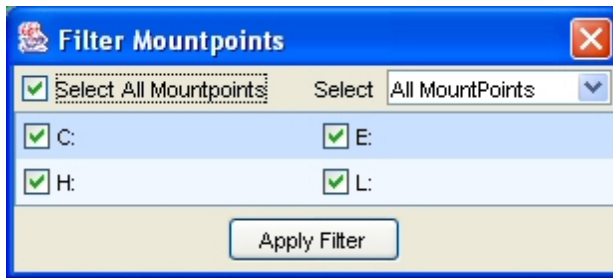 Filter Mountpoints
Select All Mountpoints Select All MountPoints
C: E:
H: L:
Apply Filter